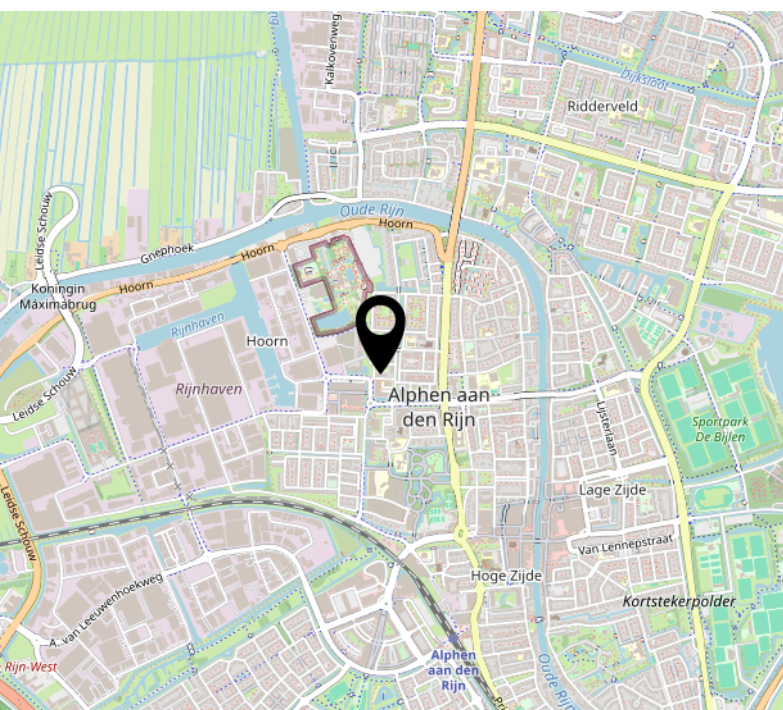 Kalkovenweg
Dijksloot
Ridderveld
Oude Rijn
Hoorn
Leidse Schouw
Gnephoek
Hoorn
Hoorn
Koningin
Máximabrug
Rijnhaven
Hoorn
Leidse Schouw
Rijnhaven
Alphen aan
den Rijn
Lijsterlaan
Sportpark
De Bijlen
Leidse Schouw
Lage Zijde
Van Lennepstraat
Hoge Zijde
A. van Leeuwenhoekweg
Kortstekerpolder
Rijn-West
Alphen
aan den
Rijn
Oude Rijn